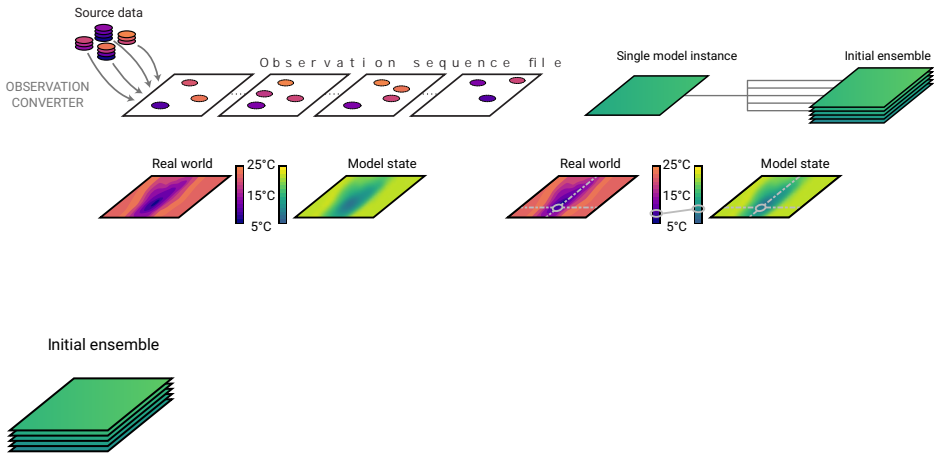 Source data
Observation sequence file
OBSERVATION
CONVERTER
Single model instance
Initial ensemble
Real world
25°C
15°C
5°C
Model state
Real world
25°C
15°C
5°C
Model state
Initial ensemble